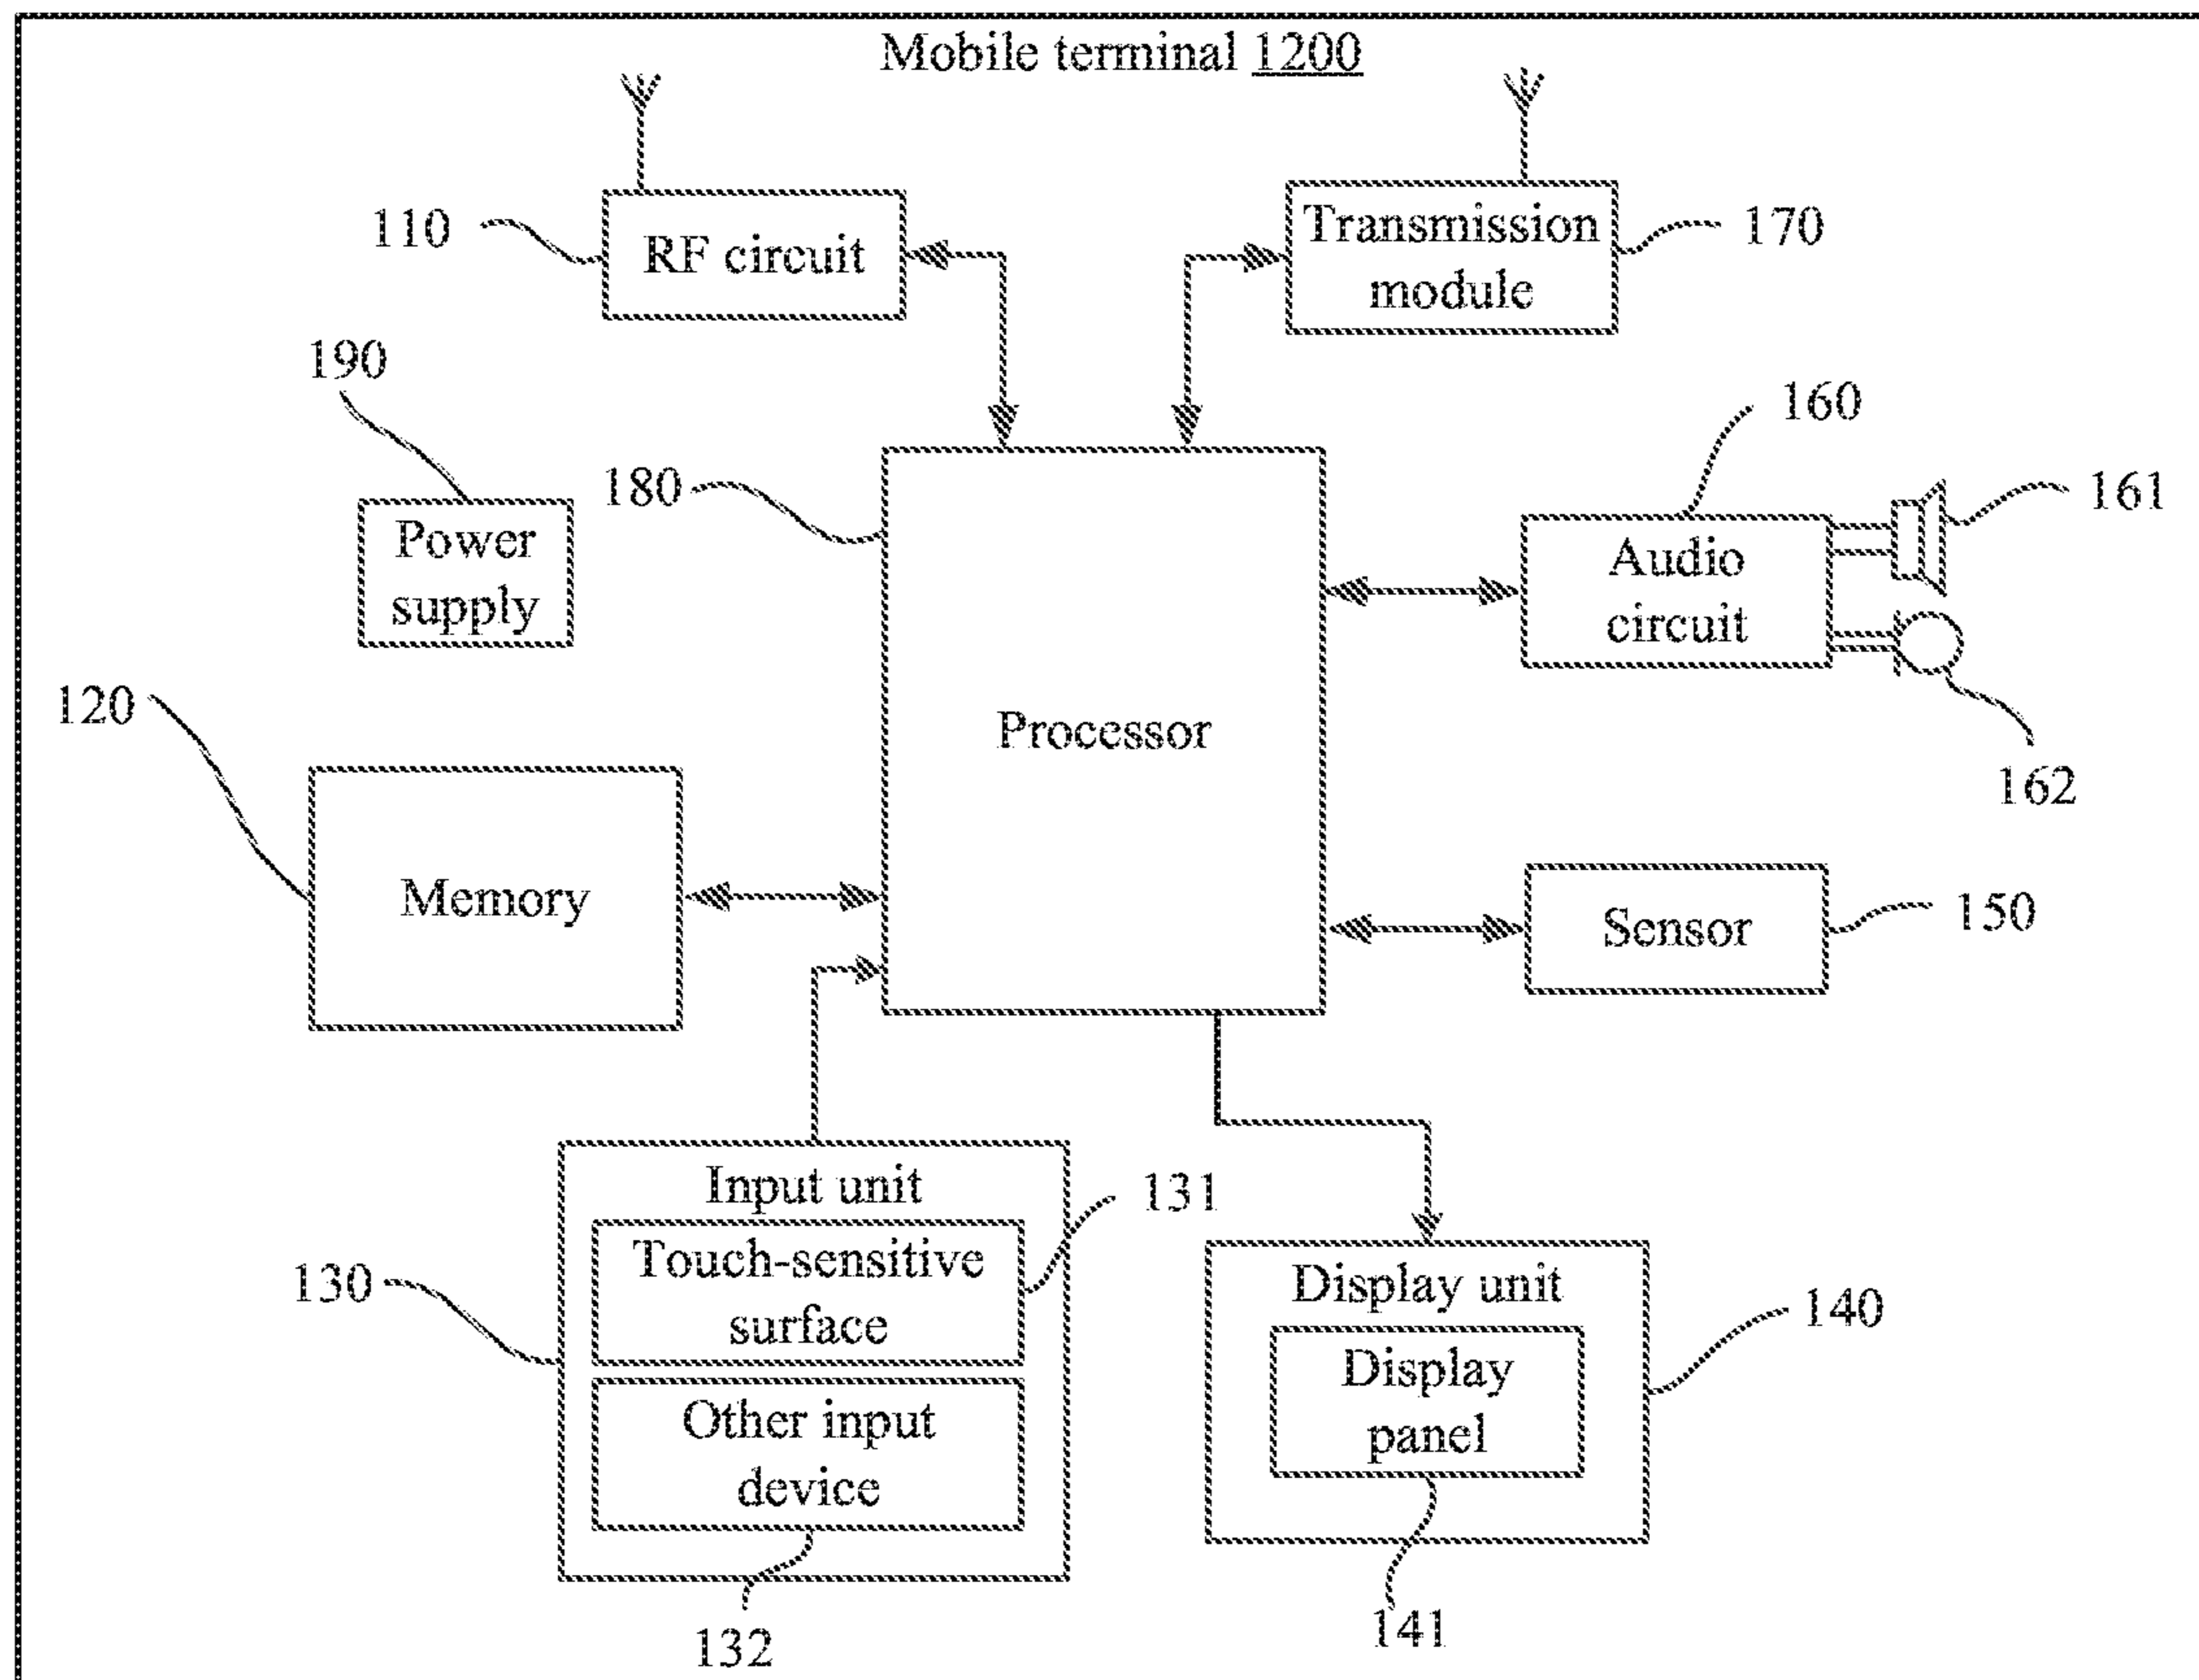 Mobile terminal 1200
110
RF circuit
Transmission
module
170
190
Power
supply
180
Processor
160
Audio
circuit
161
162
120
Memory
Sensor
150
Input unit
131
Touch-sensitive
surface
130
Other input
device
132
Display unit
140
Display
panel
141